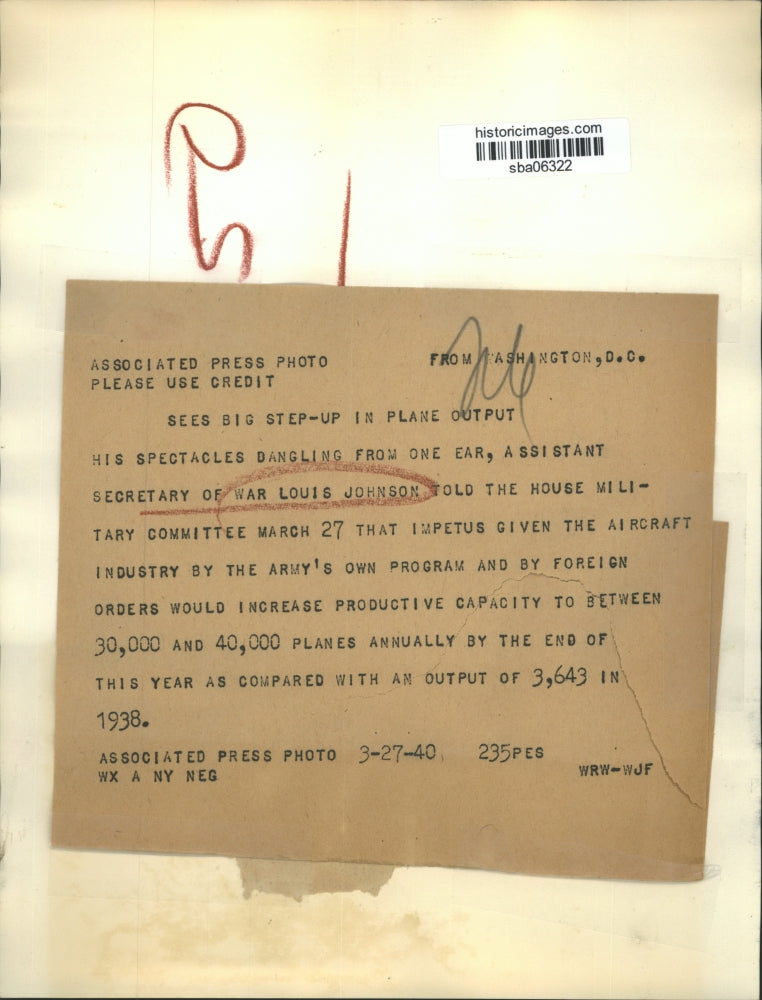 historicimages.com
sba06322
ASSOCIATED PRESS PHOTO FROM WASHINGTON, D.C.
PLEASE USE CREDIT
SEES BIG STEP-UP IN PLANE OUTPUT
HIS SPECTACLES DANGLING FROM ONE EAR, ASSISTANT
SECRETARY OF WAR LOUIS JOHNSON TOLD THE HOUSE MILI-
TARY COMMITTEE MARCH 27 THAT IMPETUS GIVEN THE AIRCRAFT
INDUSTRY BY THE ARMY'S OWN PROGRAM AND BY FOREIGN
ORDERS WOULD INCREASE PRODUCTIVE CAPACITY TO BETWEEN
30,000 AND 40,000 PLANES ANNUALLY BY THE END OF
THIS YEAR AS COMPARED WITH AN OUTPUT OF 3,643 IN
1938.
ASSOCIATED PRESS PHOTO 3-27-40, 235PES
WX A NY NEG WRW-WJF